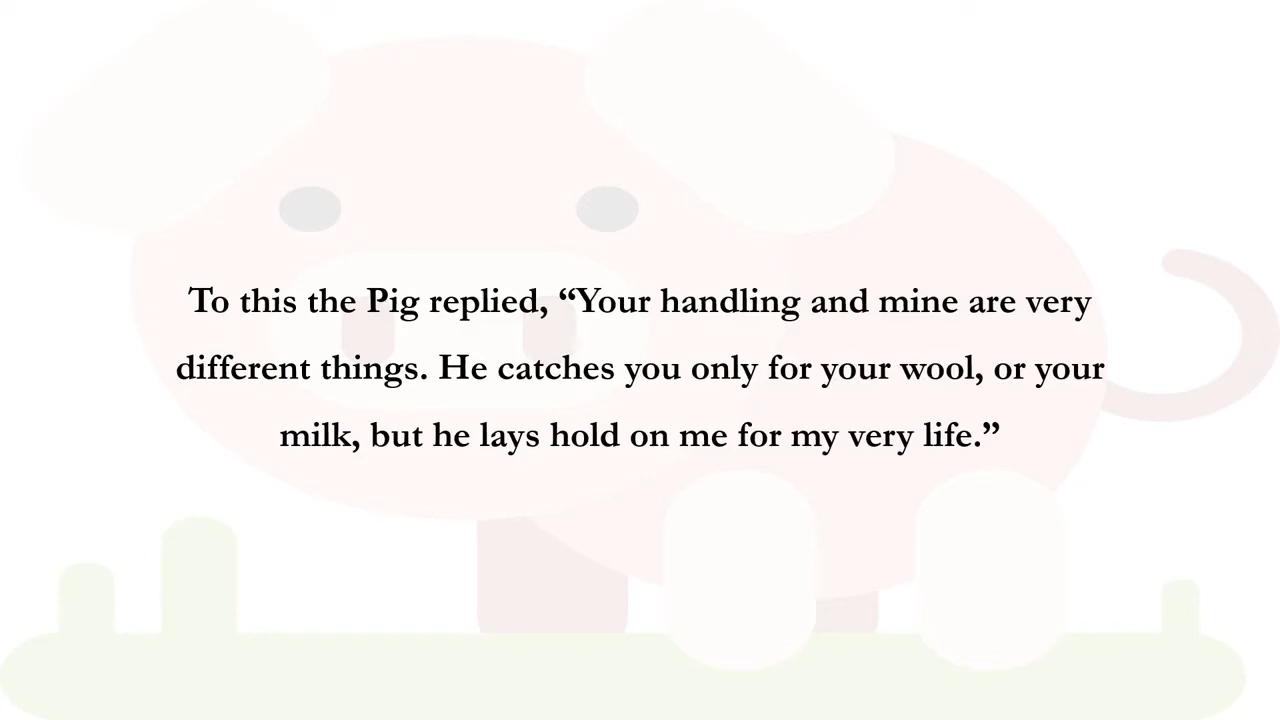 To this the Pig replied, “Your handling and mine are very
different things. He catches you only for your wool, or your
milk, but he lays hold on me for my very life.”